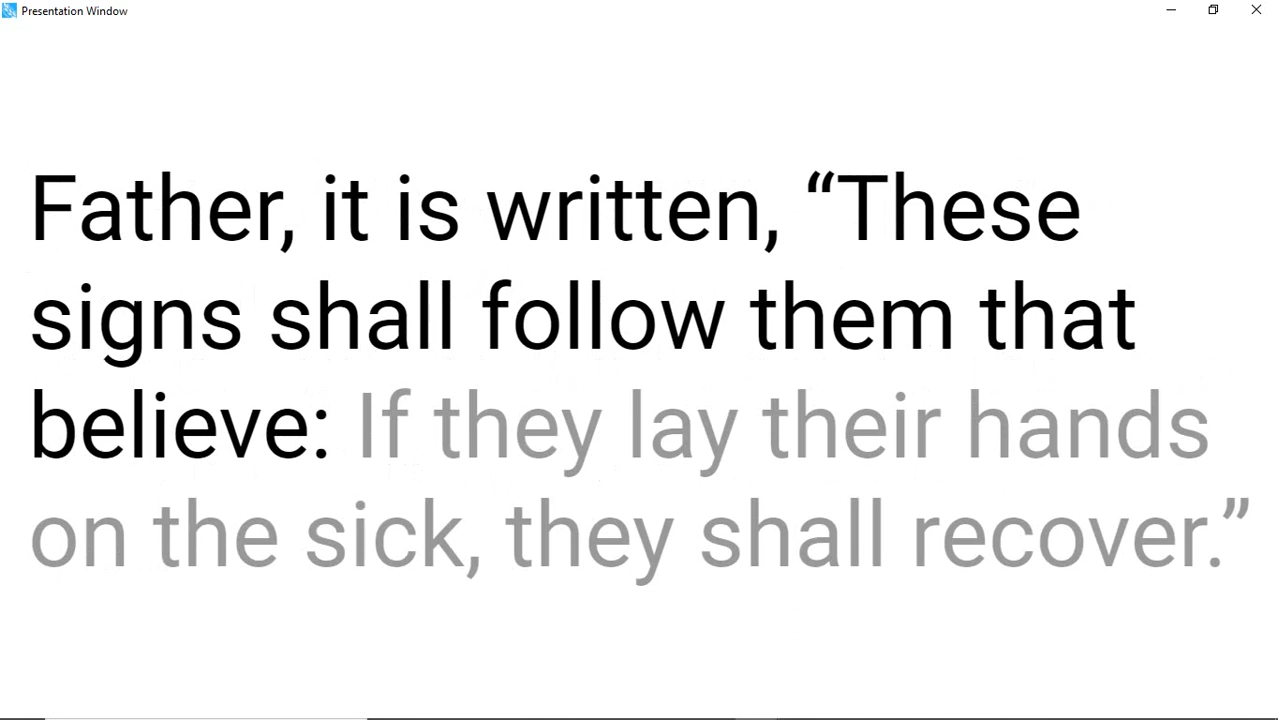 Presentation Window
Father, it is written, “These
signs shall follow them that
believe: If they lay their hands
on the sick, they shall recover.”